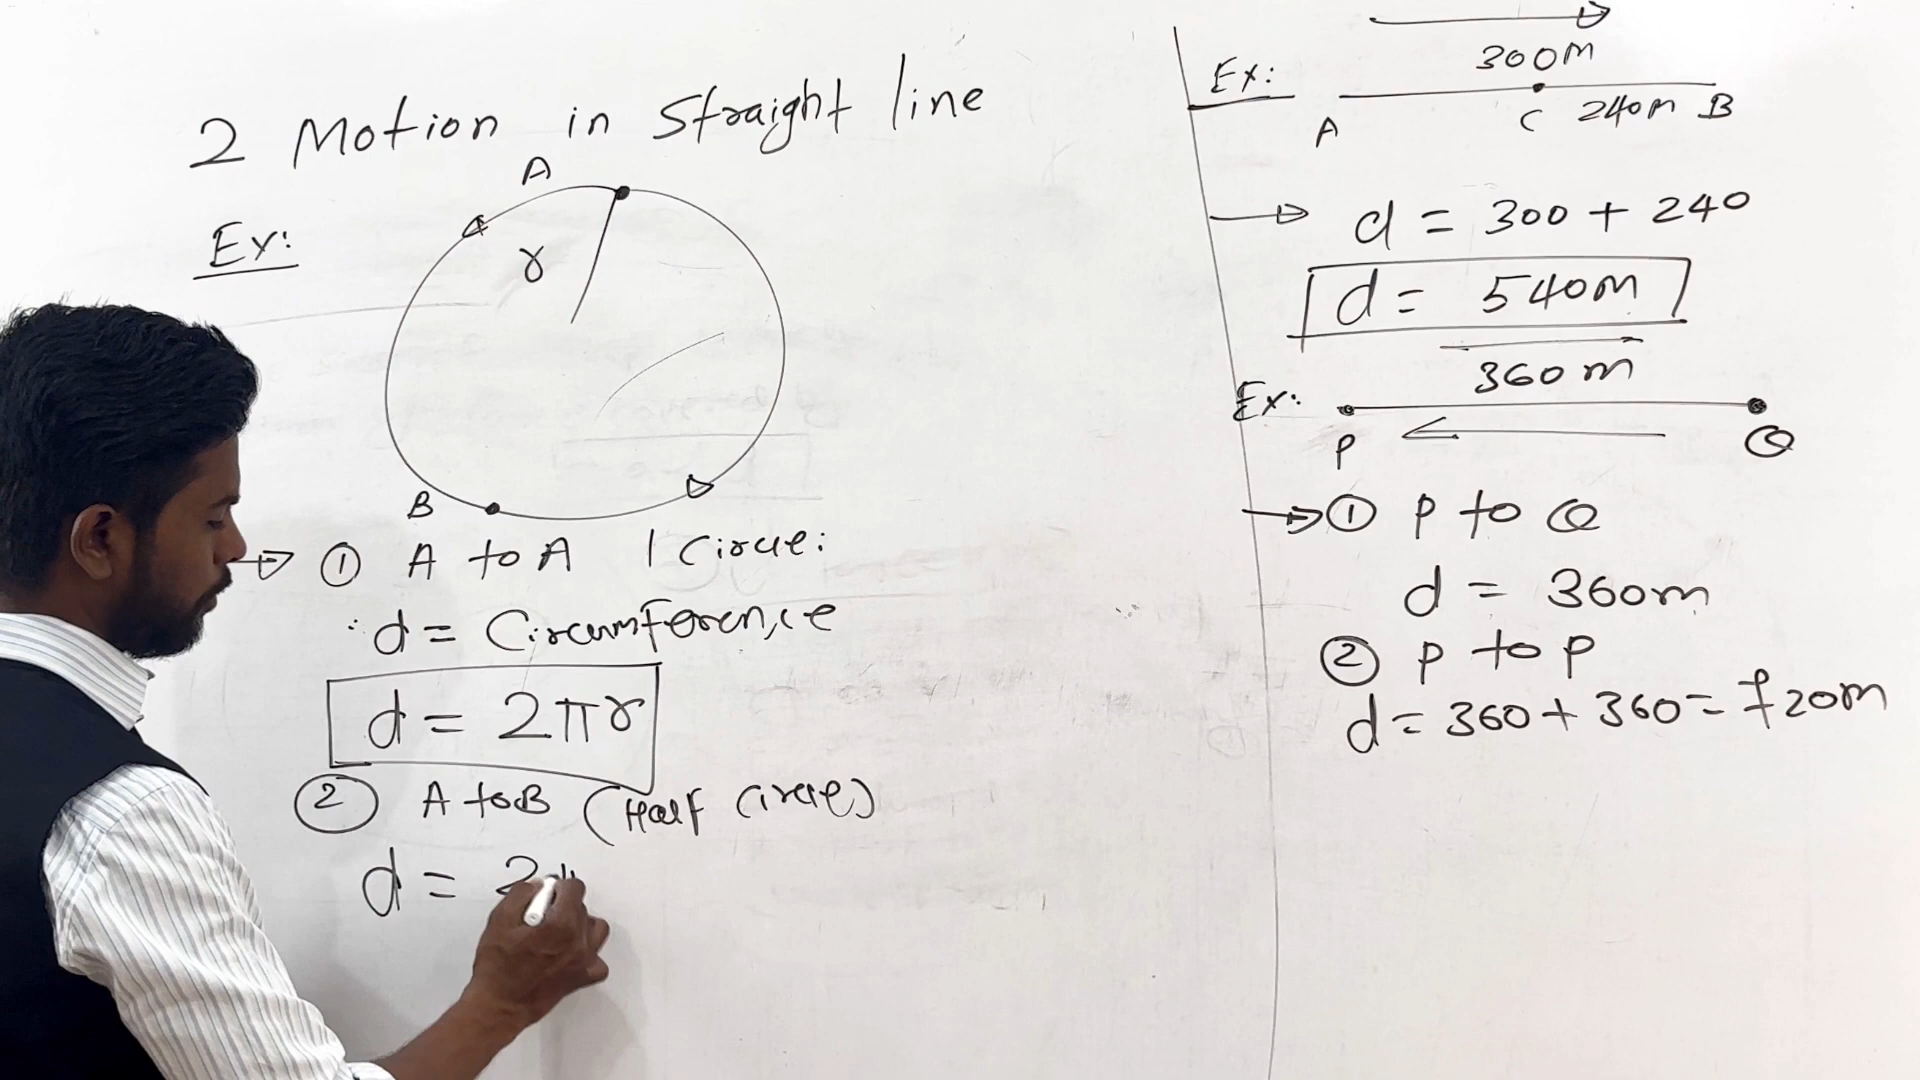 2 Motion in Straight line
Ex:
A
r
B
① A to A | Circle:
∴ d = Circumference
d = 2πr
② A to B (Half Circle)
d = 2
Ex:
300m
A C 240m B
d = 300 + 240
d = 540m
360m
Ex:
P Q
① P to Q
d = 360m
② P to P
d = 360 + 360 = 720m